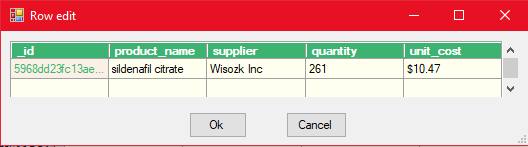 Row edit
_id product_name supplier quantity unit_cost
5968dd23fc13ae... sildenafil citrate Wisozk Inc 261 $10.47
Ok Cancel